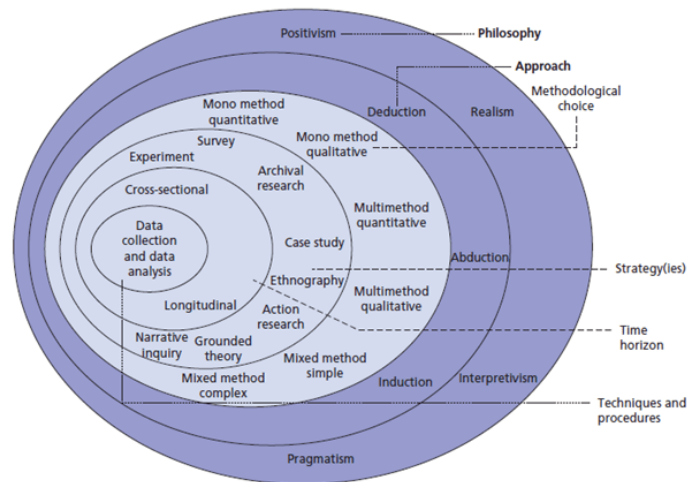 Positivism
Philosophy
Approach
Methodological
choice
Mono method
quantitative
Deduction
Realism
Survey
Mono method
qualitative
Experiment
Archival
research
Cross-sectional
Multimethod
quantitative
Data
collection
and data
analysis
Case study
Abduction
Strategy(ies)
Ethnography
Multimethod
qualitative
Longitudinal
Action
research
Time
horizon
Narrative
inquiry
Grounded
theory
Mixed method
simple
Mixed method
complex
Induction
Interpretivism
Techniques and
procedures
Pragmatism